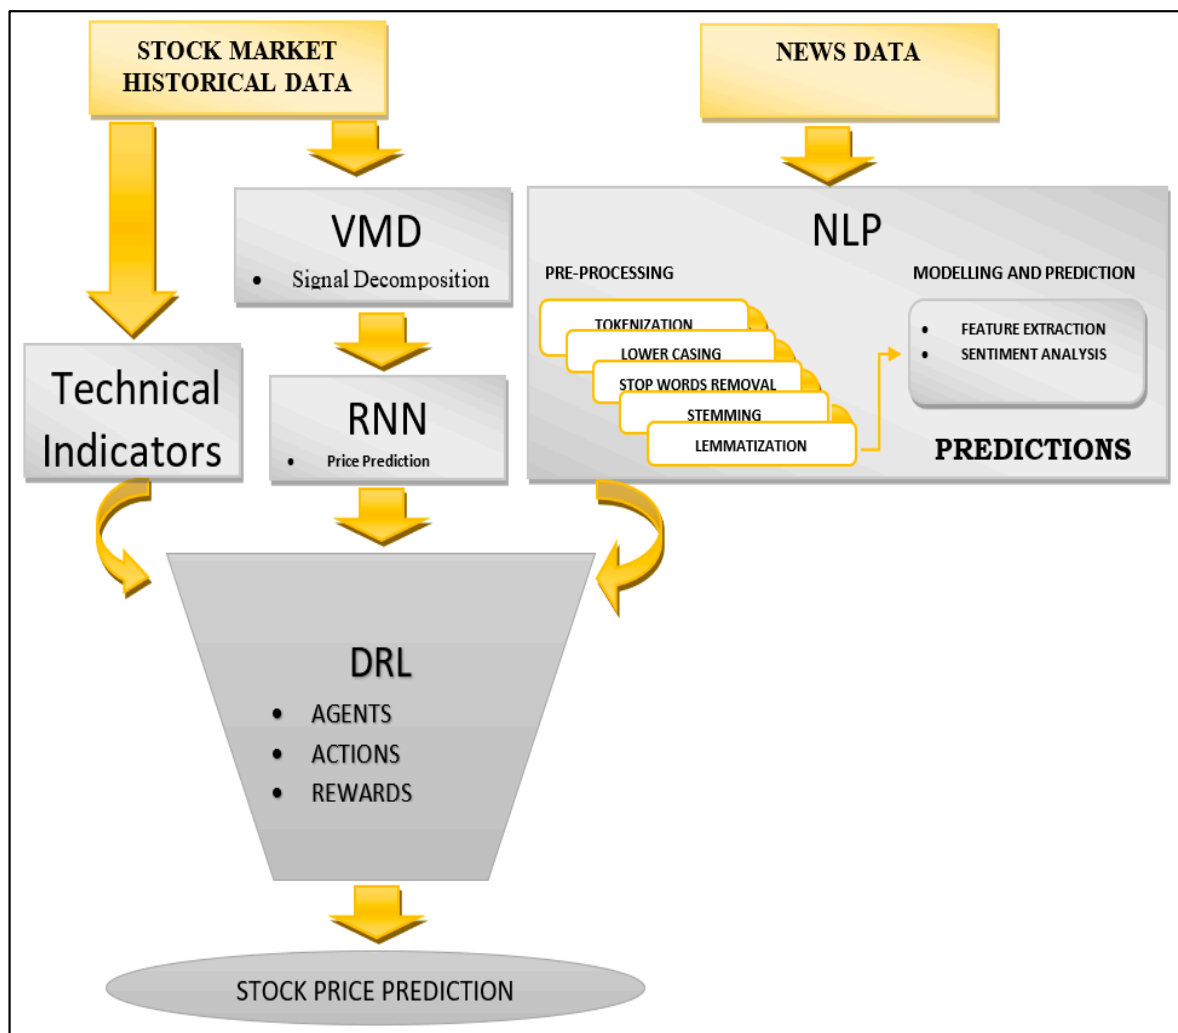 STOCK MARKET
HISTORICAL DATA
NEWS DATA
VMD
• Signal Decomposition
Technical
Indicators
RNN
• Price Prediction
NLP
PRE-PROCESSING
TOKENIZATION
LOWER CASING
STOP WORDS REMOVAL
STEMMING
LEMMATIZATION
MODELLING AND PREDICTION
• FEATURE EXTRACTION
• SENTIMENT ANALYSIS
PREDICTIONS
DRL
• AGENTS
• ACTIONS
• REWARDS
STOCK PRICE PREDICTION